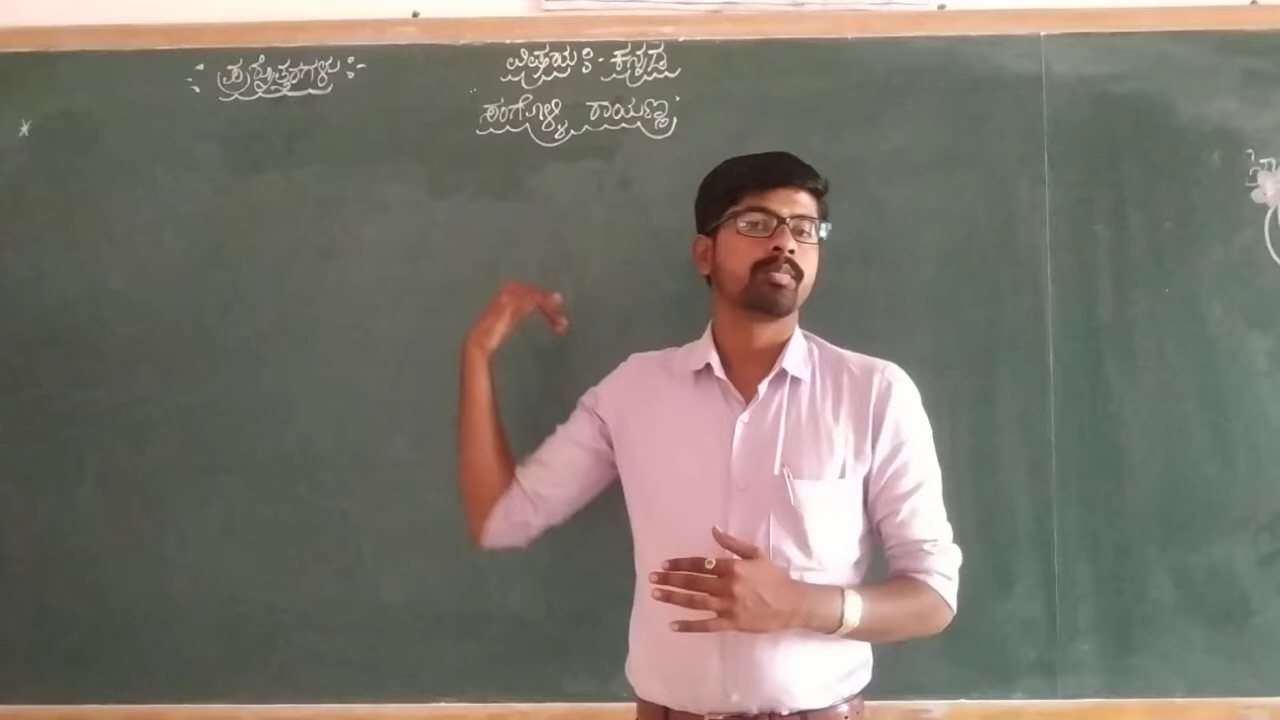 ವಿಷಯ :- ಕನ್ನಡ
-: ಪ್ರಶ್ನೋತ್ತರಗಳು :-
ಸಂಗೊಳ್ಳಿ ರಾಯಣ್ಣ